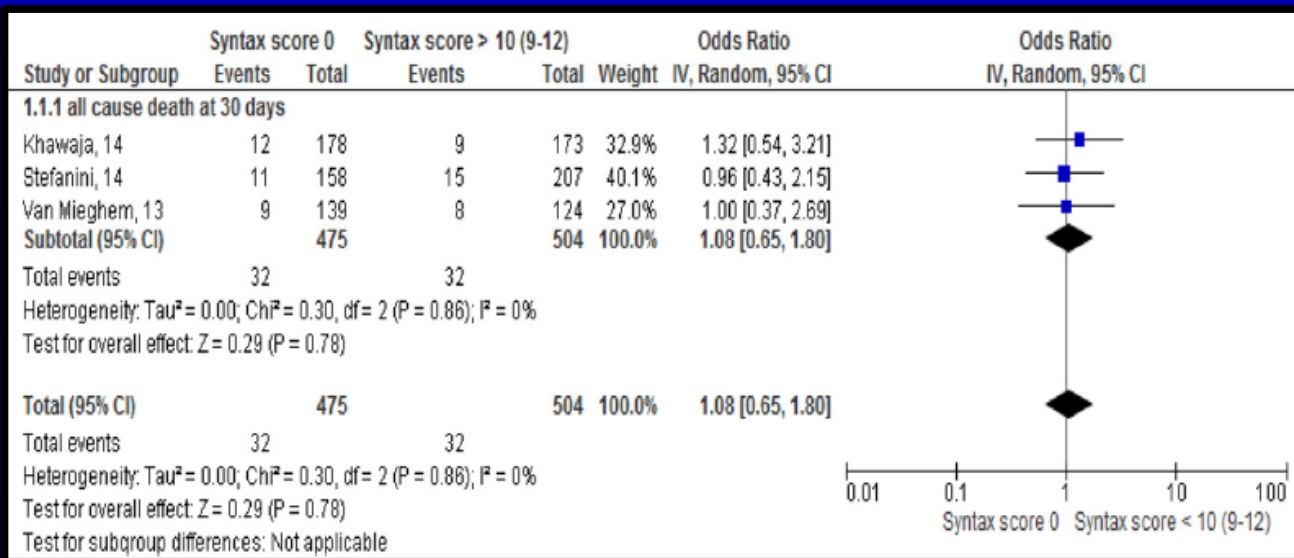 Syntax score 0 Syntax score > 10 (9-12) Odds Ratio Odds Ratio
Study or Subgroup Events Total Events Total Weight IV, Random, 95% CI IV, Random, 95% CI
1.1.1 all cause death at 30 days
Khawaja, 14 12 178 9 173 32.9% 1.32 [0.54, 3.21]
Stefanini, 14 11 158 15 207 40.1% 0.96 [0.43, 2.15]
Van Mieghem, 13 9 139 8 124 27.0% 1.00 [0.37, 2.69]
Subtotal (95% CI) 475 504 100.0% 1.08 [0.65, 1.80]
Total events 32 32
Heterogeneity: Tau² = 0.00; Chi² = 0.30, df = 2 (P = 0.86); I² = 0%
Test for overall effect: Z = 0.29 (P = 0.78)
Total (95% CI) 475 504 100.0% 1.08 [0.65, 1.80]
Total events 32 32
Heterogeneity: Tau² = 0.00; Chi² = 0.30, df = 2 (P = 0.86); I² = 0%
Test for overall effect: Z = 0.29 (P = 0.78)
Test for subgroup differences: Not applicable
0.01 0.1 1 10 100
Syntax score 0 Syntax score < 10 (9-12)